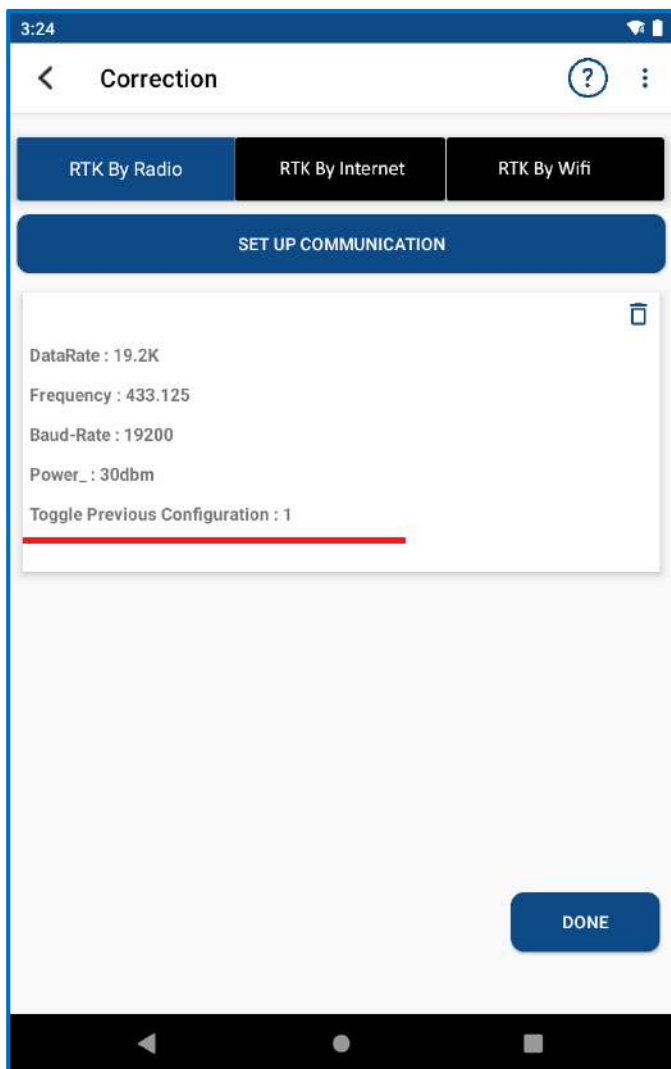 3:24
Correction
?
RTK By Radio RTK By Internet RTK By Wifi
SET UP COMMUNICATION
DataRate : 19.2K
Frequency : 433.125
Baud-Rate : 19200
Power_ : 30dbm
Toggle Previous Configuration : 1
DONE